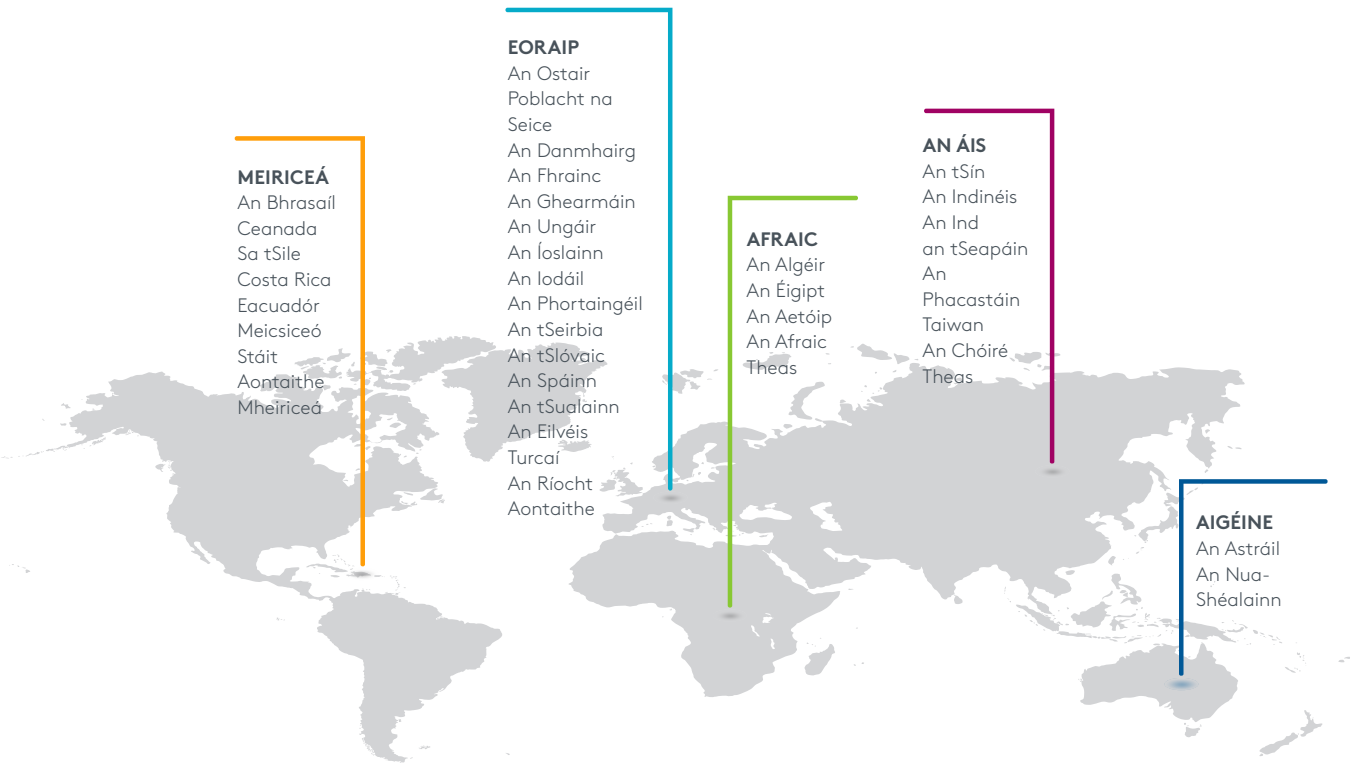 MEIRICEÁ
An Bhrasaíl
Ceanada
Sa tSile
Costa Rica
Eacuadór
Meicsiceó
Stáit
Aontaithe
Mheiriceá
EORAIP
An Ostair
Poblacht na
Seice
An Danmhairg
An Fhrainc
An Ghearmáin
An Ungáir
An Íoslainn
An Iodáil
An Phortaingéil
An tSeirbia
An tSlóvaic
An Spáinn
An tSualainn
An Eilvéis
Turcaí
An Ríocht
Aontaithe
AFRAIC
An Algéir
An Éigipt
An Aetóip
An Afraic
Theas
AN ÁIS
An tSín
An Indinéis
An Ind
an tSeapáin
An
Phacastáin
Taiwan
An Chóiré
Theas
AIGÉINE
An Astráil
An Nua-
Shéalainn